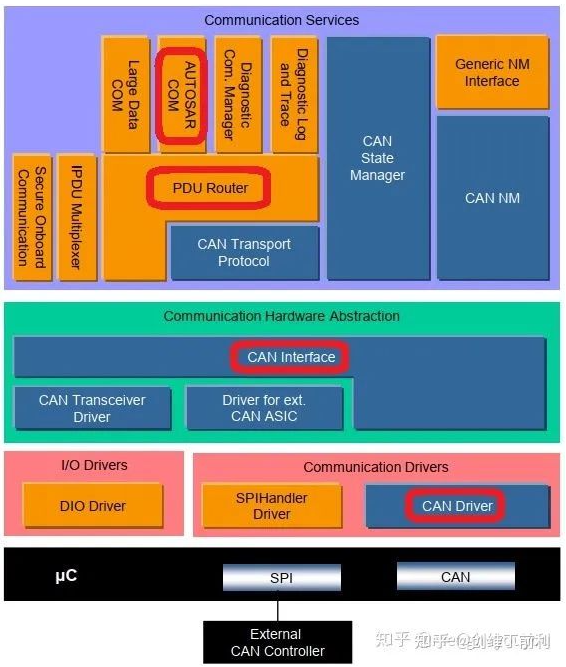 Communication Services
Large Data
COM
AUTOSAR
COM
Diagnostic
Com. Manager
Diagnostic Log
and Trace
CAN
State
Manager
Generic NM
Interface
CAN NM
Secure Onboard
Communication
IPDU Multiplexer
PDU Router
CAN Transport
Protocol
Communication Hardware Abstraction
CAN Interface
CAN Transceiver
Driver
Driver for ext.
CAN ASIC
I/O Drivers
DIO Driver
Communication Drivers
SPIHandler
Driver
CAN Driver
µC
SPI
CAN
External
CAN Controller
知乎